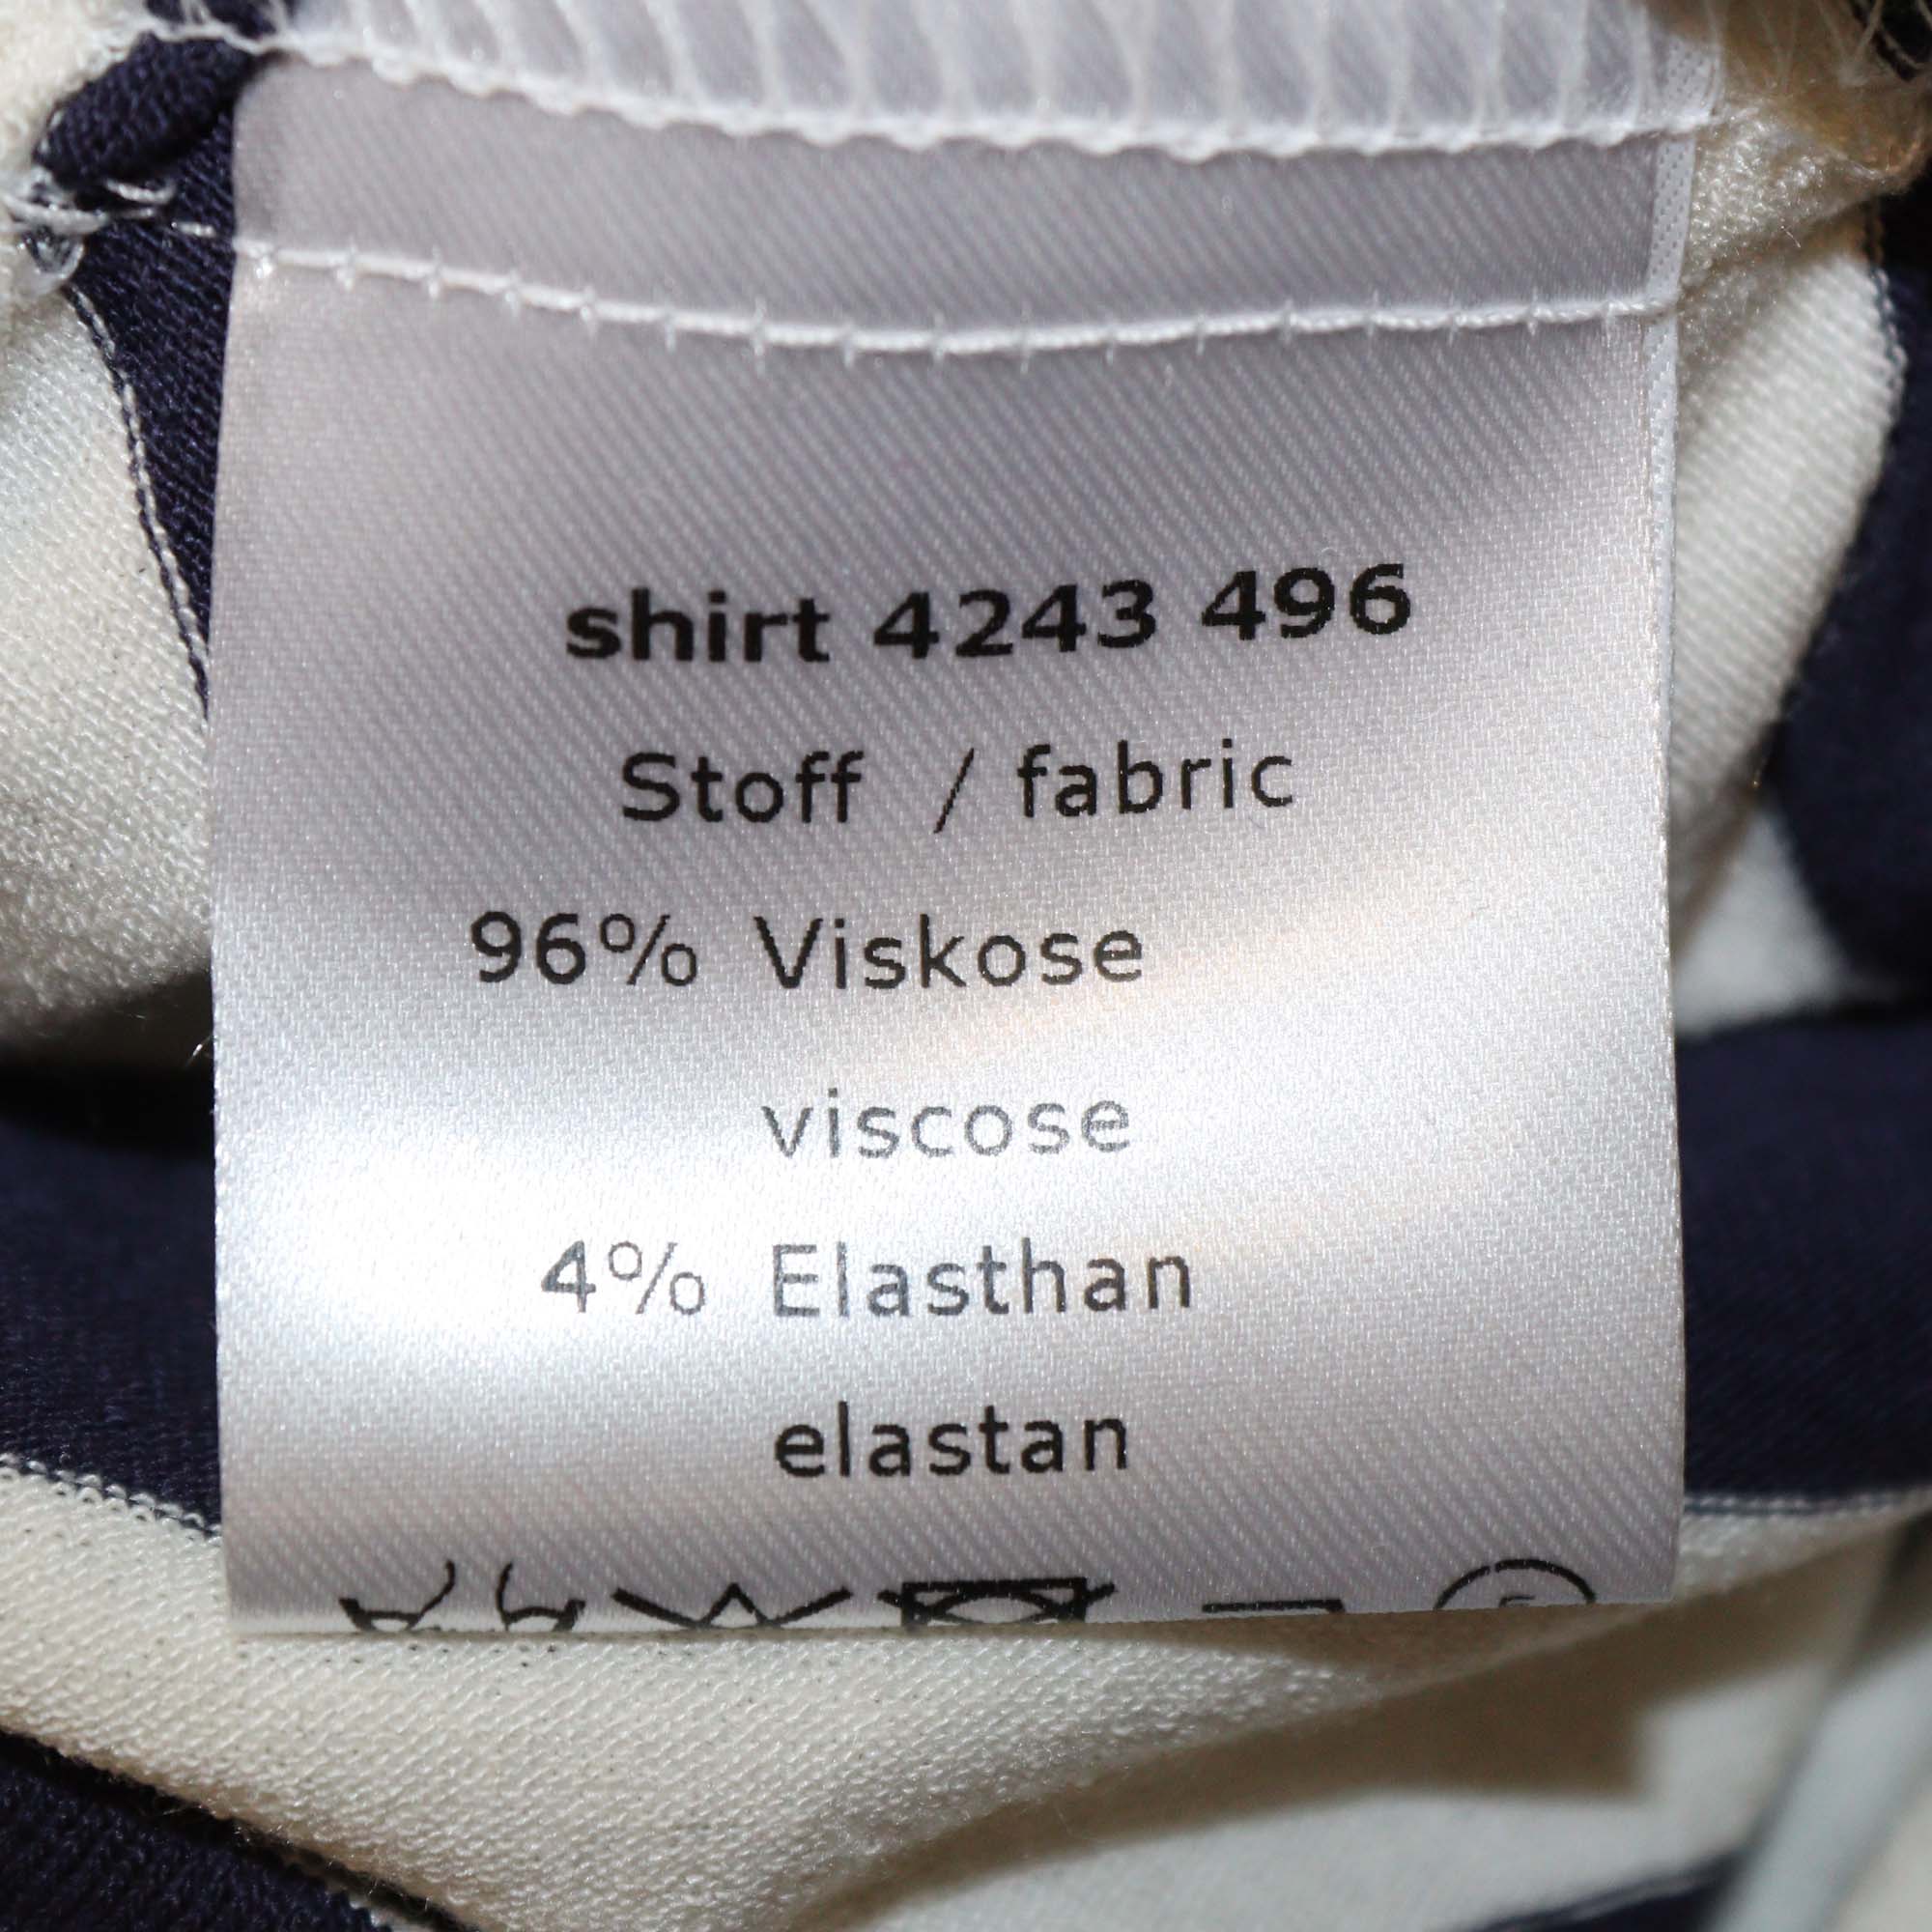 shirt 4243 496
Stoff / fabric
96% Viskose
viscose
4% Elasthan
elastan